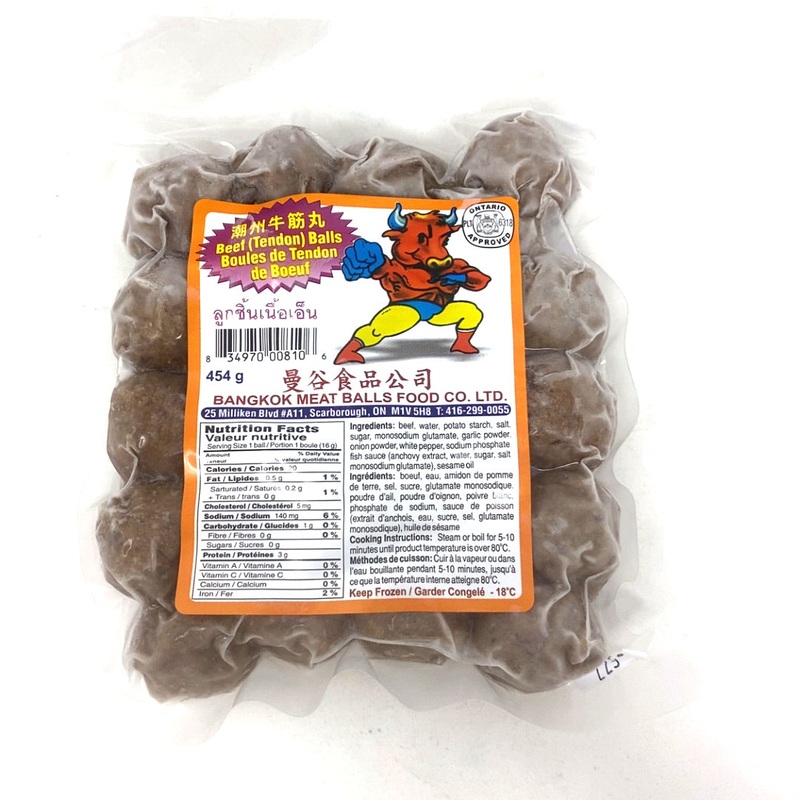 潮州牛筋丸
Beef (Tendon) Balls
Boules de Tendon
de Boeuf
ONTARIO
PLT 6318
APPROVED
ลูกชิ้นเนื้อเอ็น
8 34970 00810 6
454 g
曼谷食品公司
BANGKOK MEAT BALLS FOOD CO. LTD.
25 Milliken Blvd #A11, Scarborough, ON M1V 5H8 T: 416-299-0055
Nutrition Facts
Valeur nutritive
Serving Size 1 ball / Portion 1 boule (16 g)
Amount % Daily Value
% valeur quotidienne
Calories / Calories
Fat / Lipides 0.5 g 1 %
Sarturated / Saturés 0.2 g
+ Trans / trans 0 g 1 %
Cholesterol / Cholestérol 5 mg
Sodium / Sodium 140 mg 6 %
Carbohydrate / Glucides 1 g 0 %
Fibre / Fibres 0 g 0 %
Sugars / Sucres 0 g
Protein / Protéines 3 g
Vitamin A / Vitamine A 0 %
Vitamin C / Vitamine C 0 %
Calcium / Calcium 0 %
Iron / Fer 2 %
Ingredients: beef, water, potato starch, salt,
sugar, monosodium glutamate, garlic powder,
onion powder, white pepper, sodium phosphate
fish sauce (anchovy extract, water, sugar, salt
monosodium glutamate), sesame oil
Ingrédients: boeuf, eau, amidon de pomme
de terre, sel, sucre, glutamate monosodique,
poudre d'ail, poudre d'oignon, poivre blanc,
phosphate de sodium, sauce de poisson
(extrait d'anchois, eau, sucre, sel, glutamate
monosodique), huile de sésame
Cooking Instructions: Steam or boil for 5-10
minutes until product temperature is over 80°C.
Méthodes de cuisson: Cuir à la vapeur ou dans
l'eau bouillante pendant 5-10 minutes, jusqu'à
ce que la température interne atteigne 80°C.
Keep Frozen / Garder Congelé - 18°C